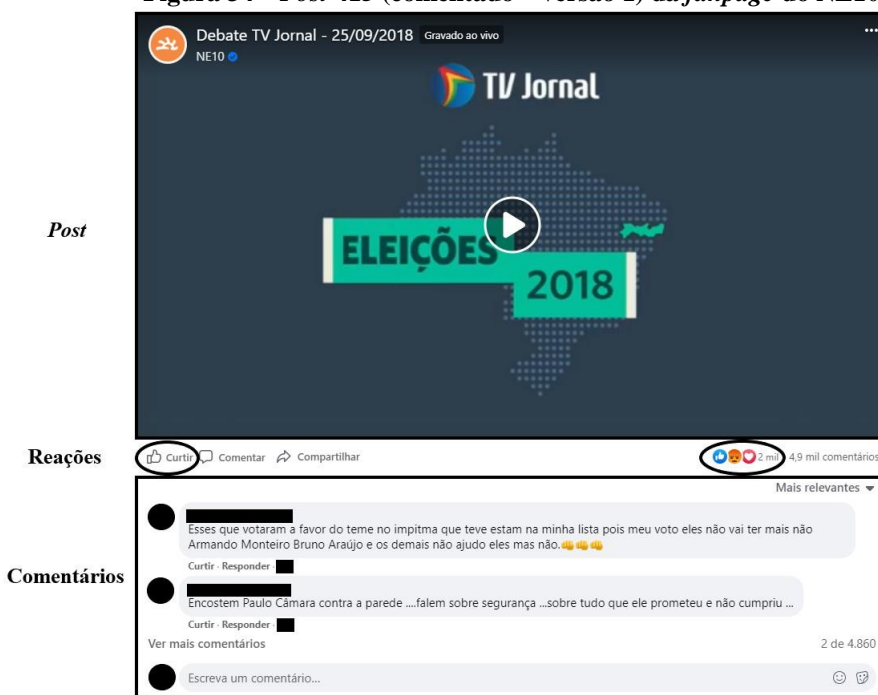 Figura Post (comentado – versão da fanpage do NE10
Debate TV Jornal - 25/09/2018 Gravado ao vivo
NE10
TV Jornal
Post
ELEIÇÕES
2018
Reações
Curtir Comentar Compartilhar 2 mil 4,9 mil comentários
Mais relevantes
Esses que votaram a favor do teme no impitma que teve estam na minha lista pois meu voto eles não vai ter mais não
Armando Monteiro Bruno Araújo e os demais não ajudo eles mas não.👊👊👊
Curtir · Responder ·
Comentários
Encostem Paulo Câmara contra a parede ....falem sobre segurança ...sobre tudo que ele prometeu e não cumpriu ...
Curtir · Responder ·
Ver mais comentários 2 de 4.860
Escreva um comentário...